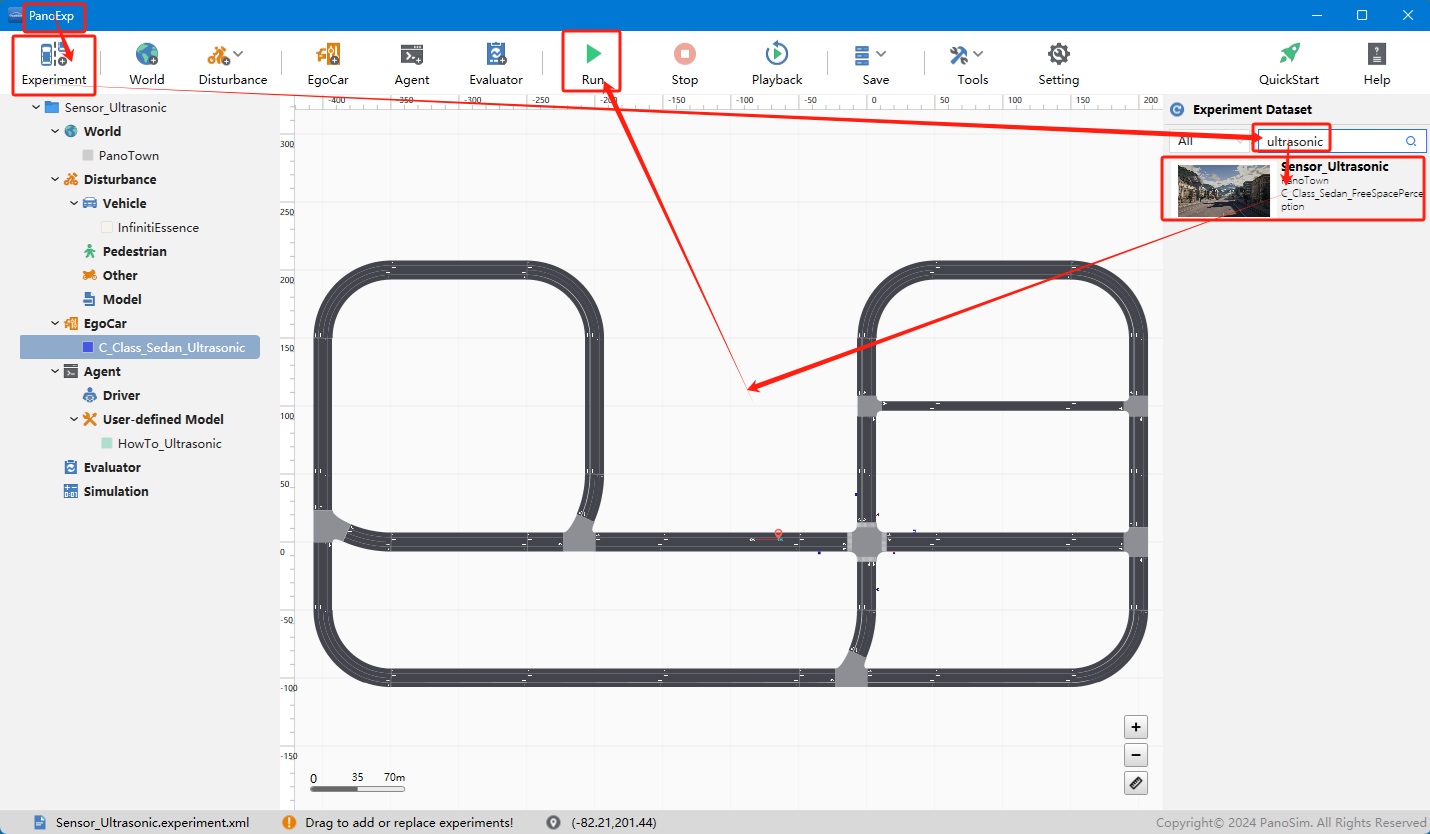 PanoExp
Experiment
World
Disturbance
EgoCar
Agent
Evaluator
Run
Stop
Playback
Save
Tools
Setting
QuickStart
Help
Sensor_Ultrasonic
World
PanoTown
Disturbance
Vehicle
InfinitiEssence
Pedestrian
Other
Model
EgoCar
C_Class_Sedan_Ultrasonic
Agent
Driver
User-defined Model
HowTo_Ultrasonic
Evaluator
Simulation
-400 -350 -300 -250 -200 -150 -100 -50 0 50 100 150 200
300
250
200
150
100
50
0
-50
-100
-150
0 35 70m
+
−
Experiment Dataset
All
ultrasonic
Sensor_Ultrasonic
PanoTown
C_Class_Sedan_FreeSpacePerce
ption
Sensor_Ultrasonic.experiment.xml
Drag to add or replace experiments!
(-82.21,201.44)
Copyright© 2024 PanoSim. All Rights Reserved